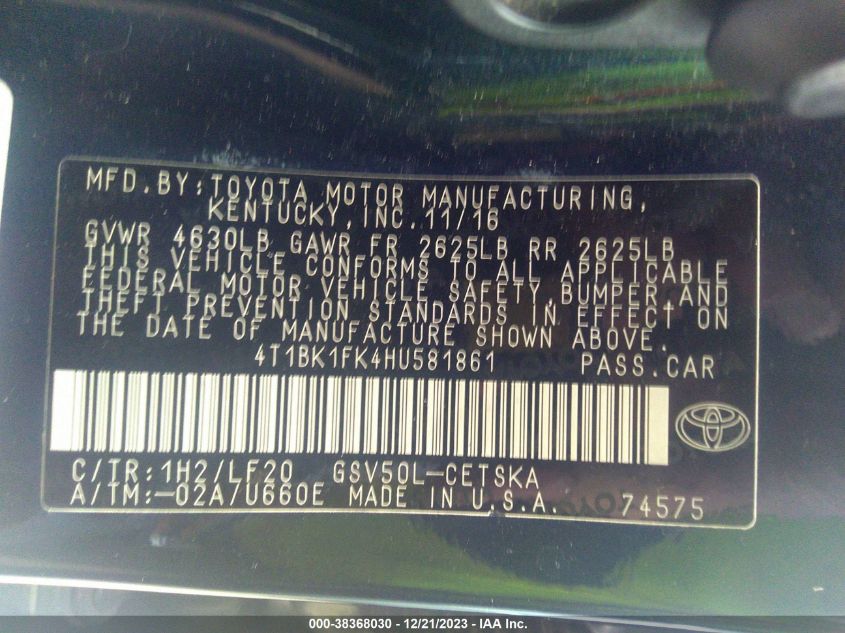 MFD.BY:TOYOTA MOTOR MANUFACTURING,
KENTUCKY,INC.11/16
GVWR 4630LB GAWR FR 2625LB RR 2625LB
THIS VEHICLE CONFORMS TO ALL APPLICABLE
FEDERAL MOTOR VEHICLE SAFETY,BUMPER,AND
THEFT PREVENTION STANDARDS IN EFFECT ON
THE DATE OF MANUFACTURE SHOWN ABOVE.
4T1BK1FK4HU581861 PASS.CAR
C/TR:1H2/LF20 GSV50L-CETSKA
A/TM:-02A/U660E MADE IN U.S.A. 74575
000-38368030 - 12/21/2023 - IAA Inc.